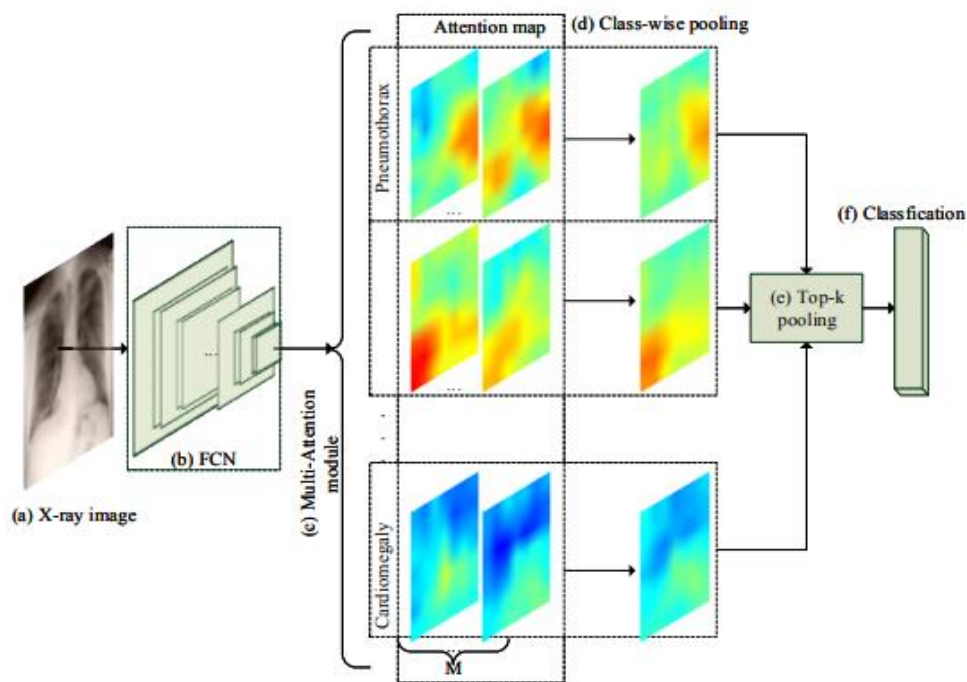 Attention map
(d) Class-wise pooling
Pneumothorax
...
(f) Classfication
(e) Top-k
pooling
...
...
(b) FCN
(c) Multi-Attention
module
(a) X-ray image
Cardiomegaly
...
M